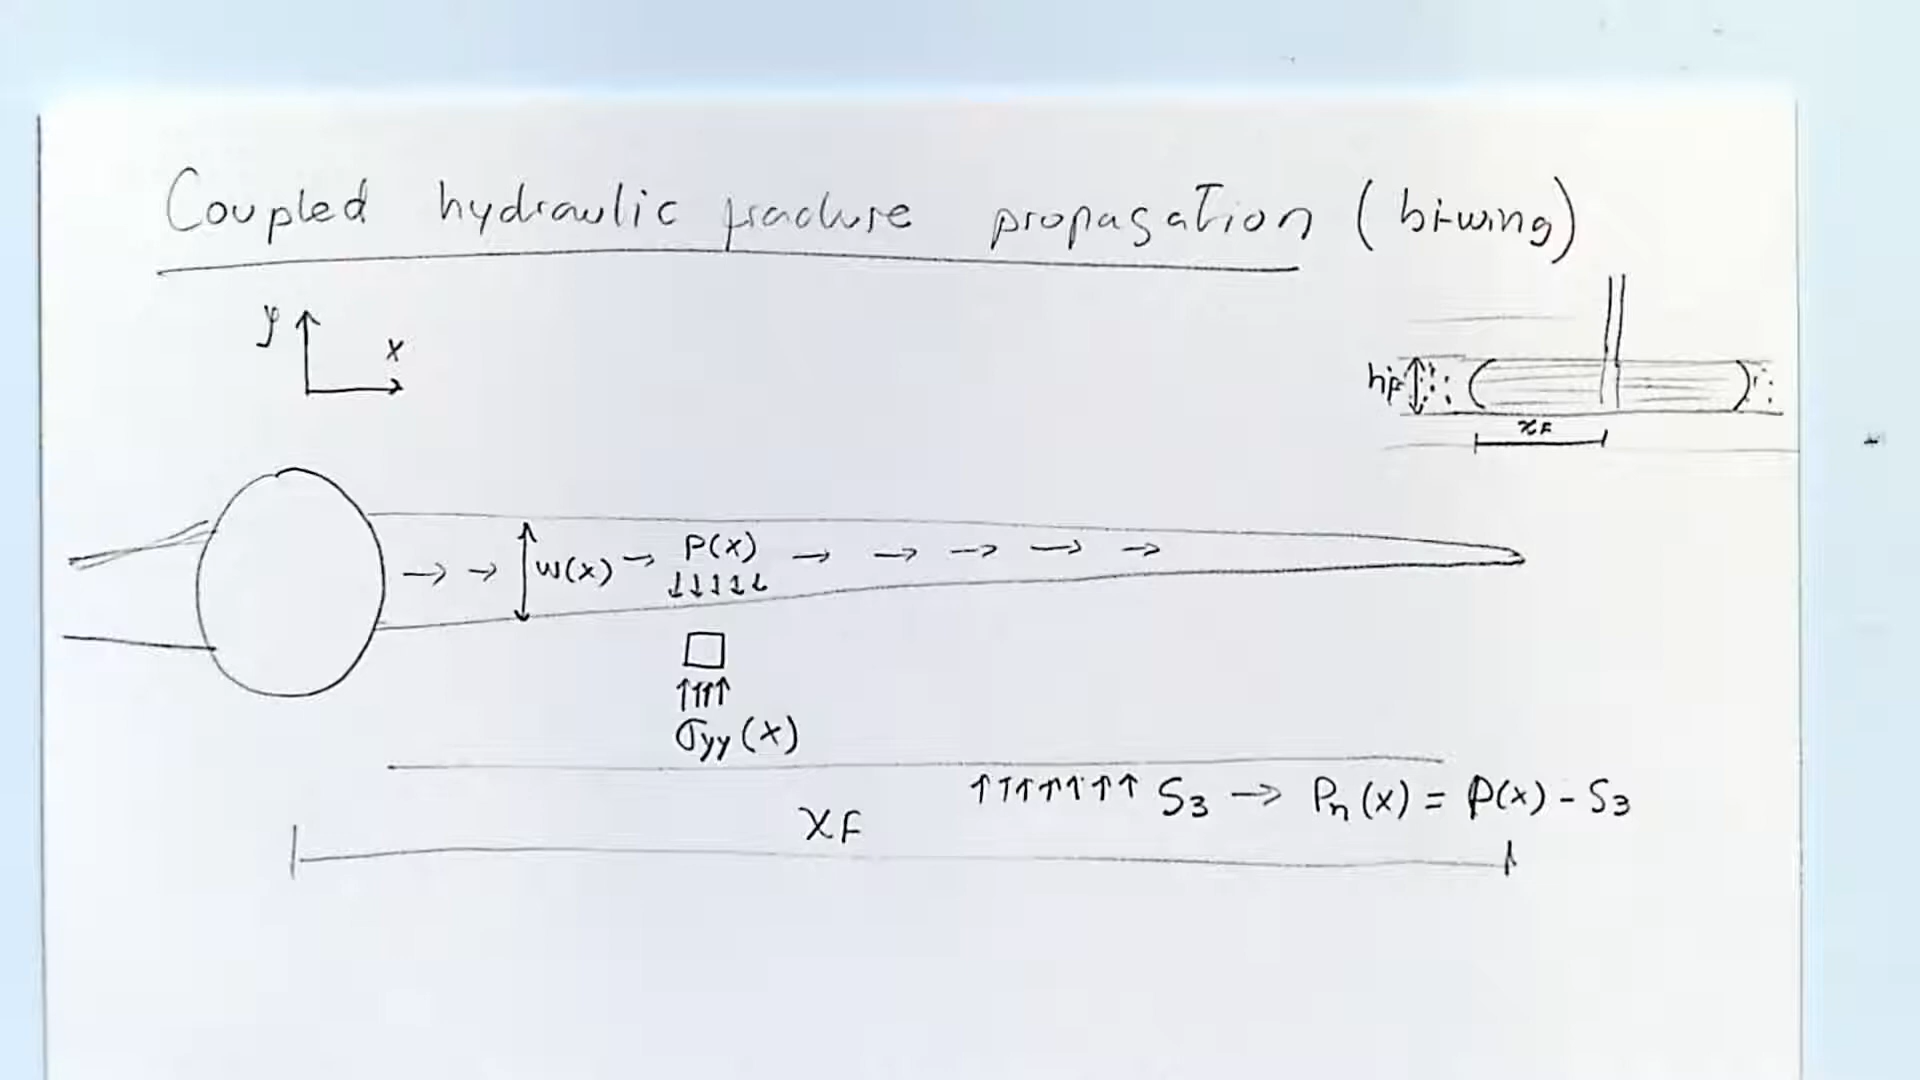 Coupled hydraulic fracture propagation (bi-wing)
y
x
hf
xF
w(x)
P(x)
σyy(x)
S3 → Pn(x) = P(x) - S3
xF